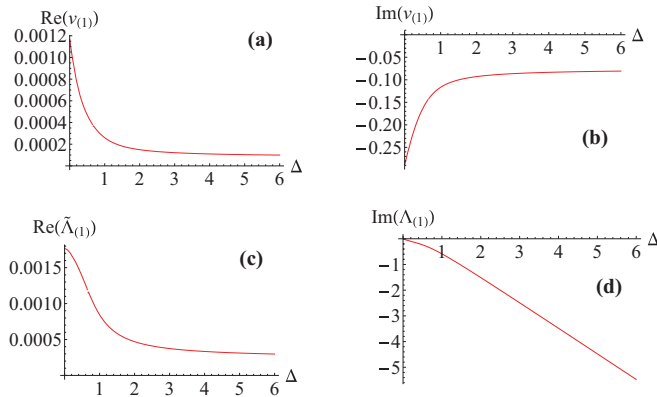 Re(ν(1))
0.0012
0.0010
0.0008
0.0006
0.0004
0.0002
1 2 3 4 5 6
Δ
(a)
Im(ν(1))
1 2 3 4 5 6
Δ
−0.05
−0.10
−0.15
−0.20
−0.25
(b)
Re(Λ̃(1))
0.0015
0.0010
0.0005
1 2 3 4 5 6
Δ
(c)
Im(Λ(1))
1 2 3 4 5 6
Δ
−1
−2
−3
−4
−5
(d)